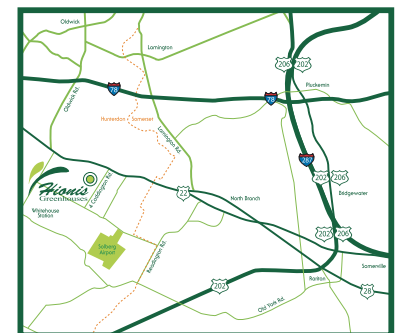 Oldwick
Lamington
206
202
Pluckemin
78
78
Oldwick Rd.
Hunterdon
Somerset
Lamington Rd.
287
202
206
Hionis
Greenhouses
4 Coddington Rd.
22
Bridgewater
North Branch
Whitehouse
Station
202
206
Solberg
Airport
Readington Rd.
Somerville
Raritan
202
28
Old York Rd.